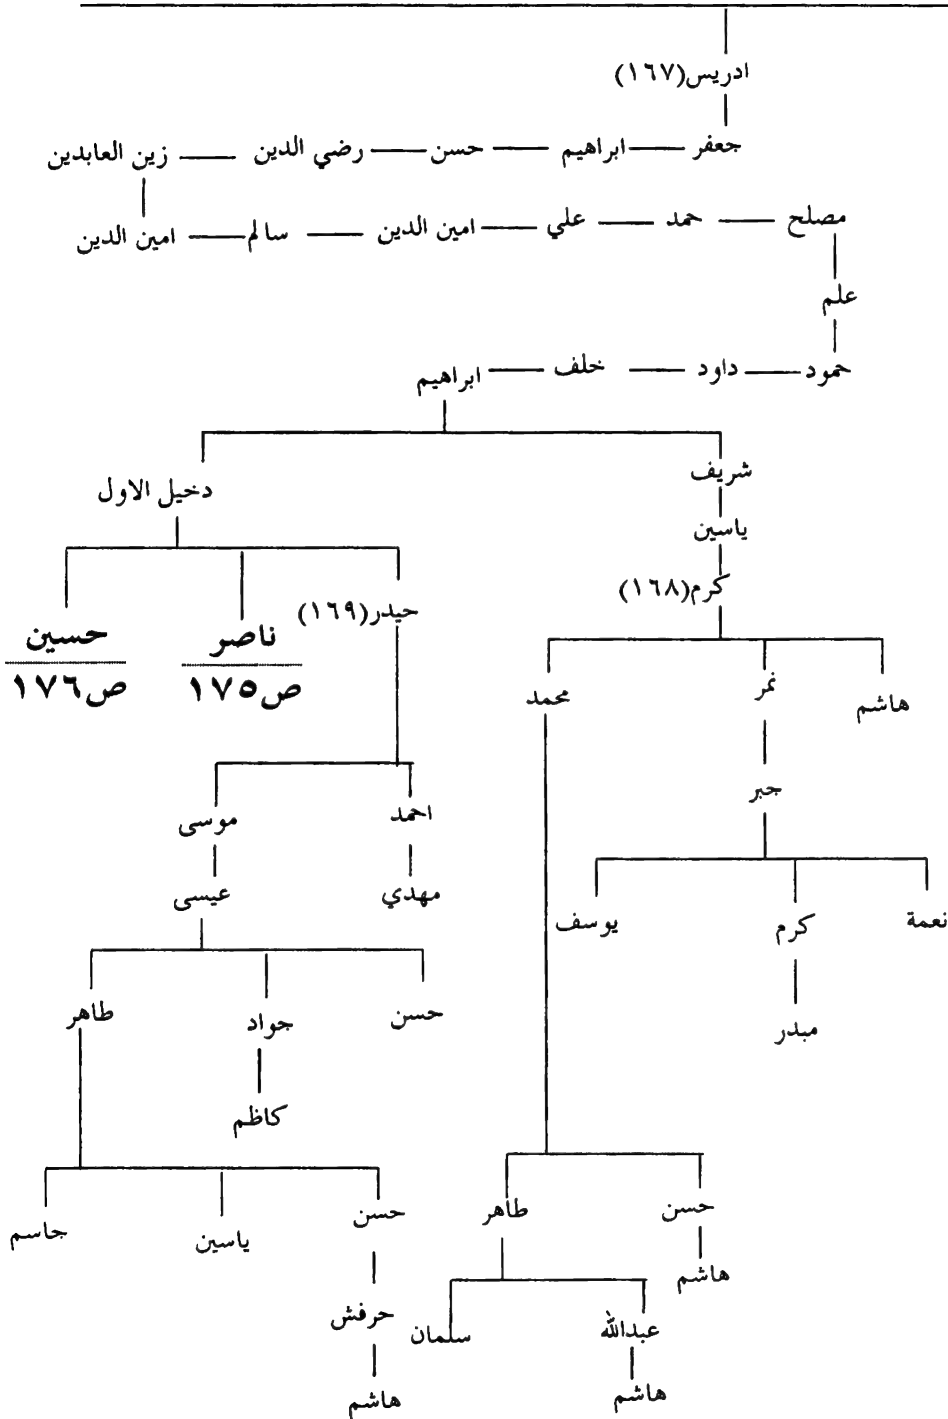 ادريس(١٦٧)
جعفر ابراهيم حسن رضي الدين زين العابدين
مصلح حمد علي امين الدين سالم امين الدين
علم
حمود داود خلف ابراهيم
شريف دخيل الاول
ياسين
كرم(١٦٨) حيدر(١٦٩) ناصر حسين
ص١٧٥ ص١٧٦
هاشم نمر محمد
جبر احمد موسى
مهدي عيسى
نعمة كرم يوسف
حسن جواد طاهر
مبدر
كاظم
حسن طاهر حسن ياسين جاسم
هاشم
عبدالله سلمان حرفش
هاشم هاشم